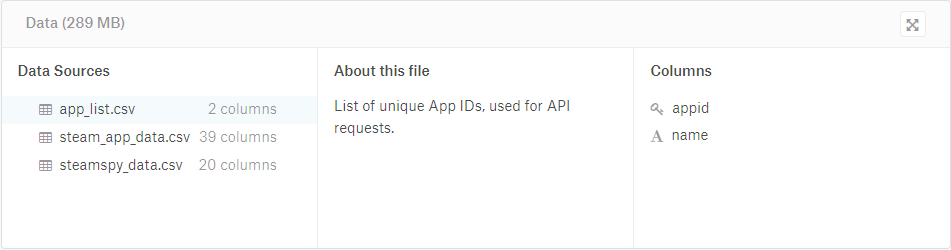 Data (289 MB)
Data Sources
app_list.csv 2 columns
steam_app_data.csv 39 columns
steamspy_data.csv 20 columns
About this file
List of unique App IDs, used for API
requests.
Columns
appid
A name